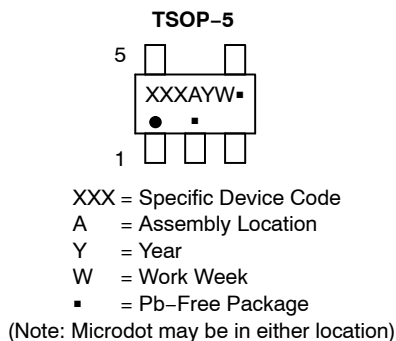 TSOP–5
5
XXXAYW▪
● ▪
1
XXX = Specific Device Code
A = Assembly Location
Y = Year
W = Work Week
▪ = Pb–Free Package
(Note: Microdot may be in either location)